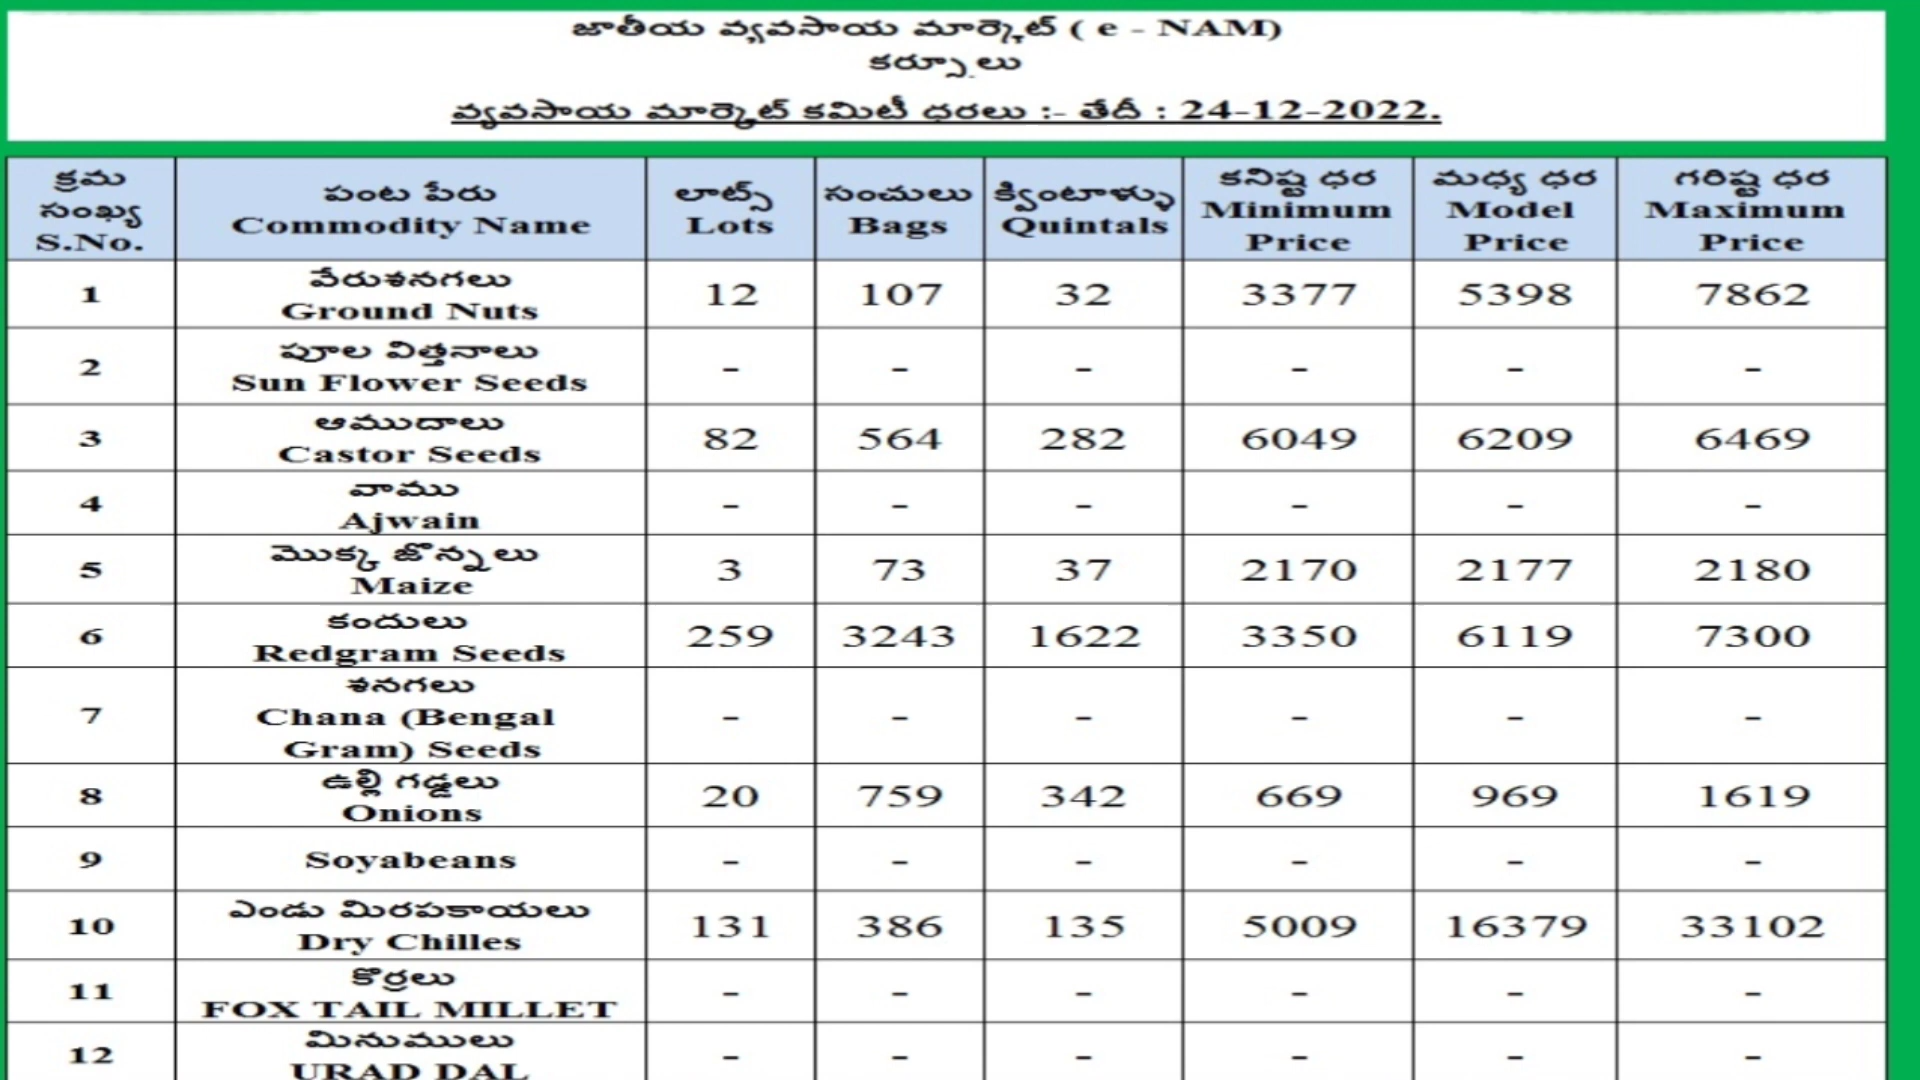 జాతీయ వ్యవసాయ మార్కెట్ ( e - NAM)
కర్నూలు
వ్యవసాయ మార్కెట్ కమిటీ ధరలు :- తేదీ : 24-12-2022.
క్రమ సంఖ్య S.No. పంట పేరు Commodity Name లాట్స్ Lots సంచులు Bags క్వింటాళ్ళు Quintals కనిష్ట ధర Minimum Price మధ్య ధర Model Price గరిష్ట ధర Maximum Price
1 వేరుశనగలు Ground Nuts 12 107 32 3377 5398 7862
2 పూల విత్తనాలు Sun Flower Seeds - - - - - -
3 ఆముదాలు Castor Seeds 82 564 282 6049 6209 6469
4 వాము Ajwain - - - - - -
5 మొక్క జొన్నలు Maize 3 73 37 2170 2177 2180
6 కందులు Redgram Seeds 259 3243 1622 3350 6119 7300
7 శనగలు Chana (Bengal Gram) Seeds - - - - - -
8 ఉల్లి గడ్డలు Onions 20 759 342 669 969 1619
9 Soyabeans - - - - - -
10 ఎండు మిరపకాయలు Dry Chilles 131 386 135 5009 16379 33102
11 కొర్రలు FOX TAIL MILLET - - - - - -
12 మినుములు URAD DAL - - - - - -